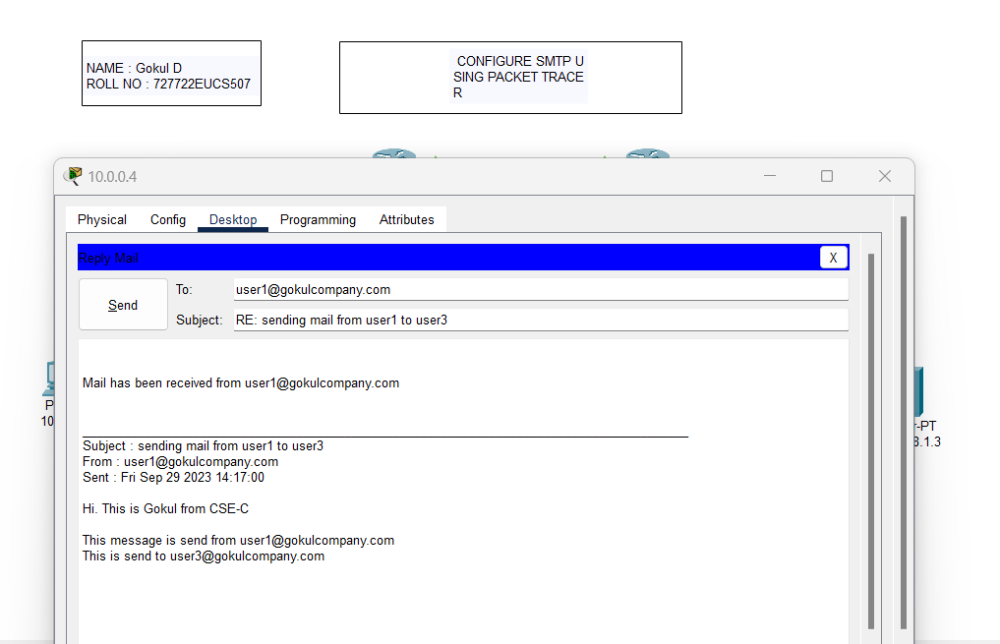 NAME : Gokul D
ROLL NO : 727722EUCS507
CONFIGURE SMTP U
SING PACKET TRACE
R
10.0.0.4
Physical Config Desktop Programming Attributes
Reply Mail
X
Send
To: user1@gokulcompany.com
Subject: RE: sending mail from user1 to user3
Mail has been received from user1@gokulcompany.com
Subject : sending mail from user1 to user3
From : user1@gokulcompany.com
Sent : Fri Sep 29 2023 14:17:00
Hi. This is Gokul from CSE-C
This message is send from user1@gokulcompany.com
This is send to user3@gokulcompany.com
P
10
-PT
3.1.3